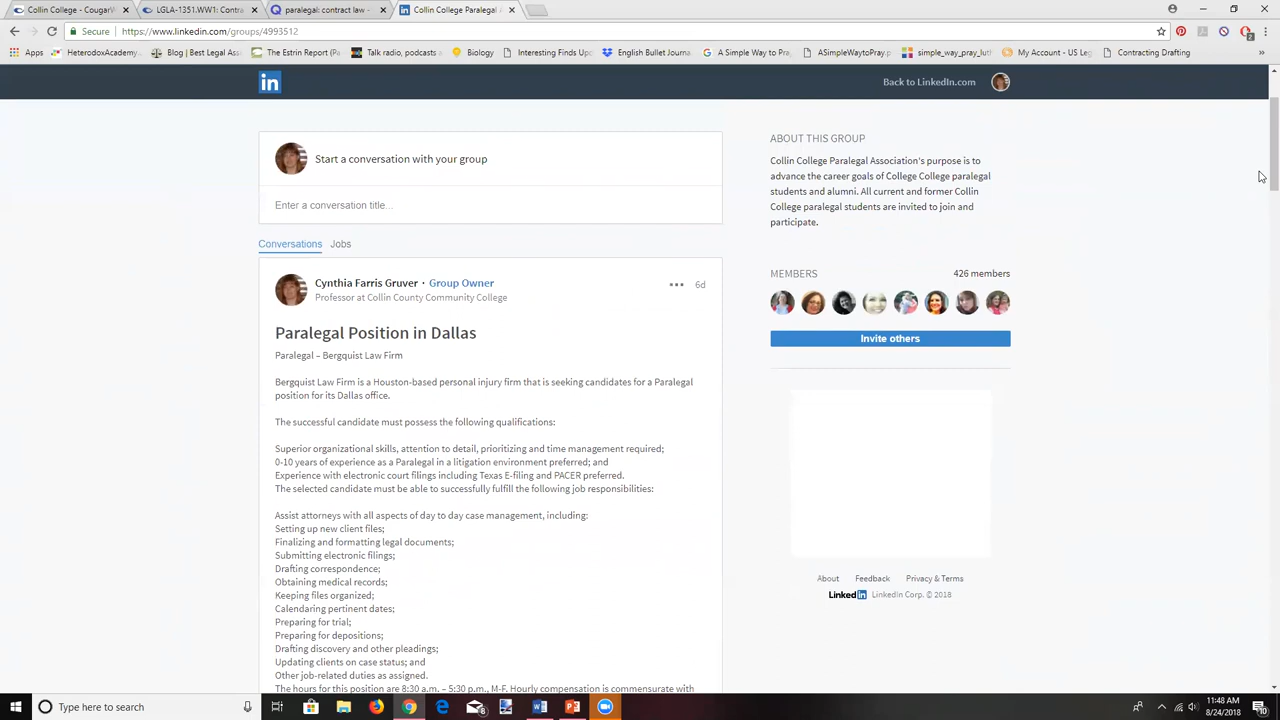 Collin College - CougarW
LGLA-1351.WW1: Contra
paralegal: contract law -
Collin College Paralegal A
Secure
https://www.linkedin.com/groups/4993512
Apps
HeterodoxAcademy
Blog | Best Legal Assi
The Estrin Report (Pa
Talk radio, podcasts a
Biology
Interesting Finds Up
English Bullet Journa
A Simple Way to Pray
ASimpleWaytoPray.p
simple_way_pray_luth
My Account - US Leg
Contracting Drafting
in
Back to LinkedIn.com
Start a conversation with your group
Enter a conversation title...
Conversations Jobs
Cynthia Farris Gruver · Group Owner
Professor at Collin County Community College
6d
Paralegal Position in Dallas
Paralegal – Bergquist Law Firm
Bergquist Law Firm is a Houston-based personal injury firm that is seeking candidates for a Paralegal
position for its Dallas office.
The successful candidate must possess the following qualifications:
Superior organizational skills, attention to detail, prioritizing and time management required;
0-10 years of experience as a Paralegal in a litigation environment preferred; and
Experience with electronic court filings including Texas E-filing and PACER preferred.
The selected candidate must be able to successfully fulfill the following job responsibilities:
Assist attorneys with all aspects of day to day case management, including:
Setting up new client files;
Finalizing and formatting legal documents;
Submitting electronic filings;
Drafting correspondence;
Obtaining medical records;
Keeping files organized;
Calendaring pertinent dates;
Preparing for trial;
Preparing for depositions;
Drafting discovery and other pleadings;
Updating clients on case status; and
Other job-related duties as assigned.
The hours for this position are 8:30 a.m. – 5:30 p.m., M-F. Hourly compensation is commensurate with
ABOUT THIS GROUP
Collin College Paralegal Association's purpose is to
advance the career goals of College College paralegal
students and alumni. All current and former Collin
College paralegal students are invited to join and
participate.
MEMBERS
426 members
Invite others
About Feedback Privacy & Terms
Linked in LinkedIn Corp. © 2018
Type here to search
11:48 AM
8/24/2018